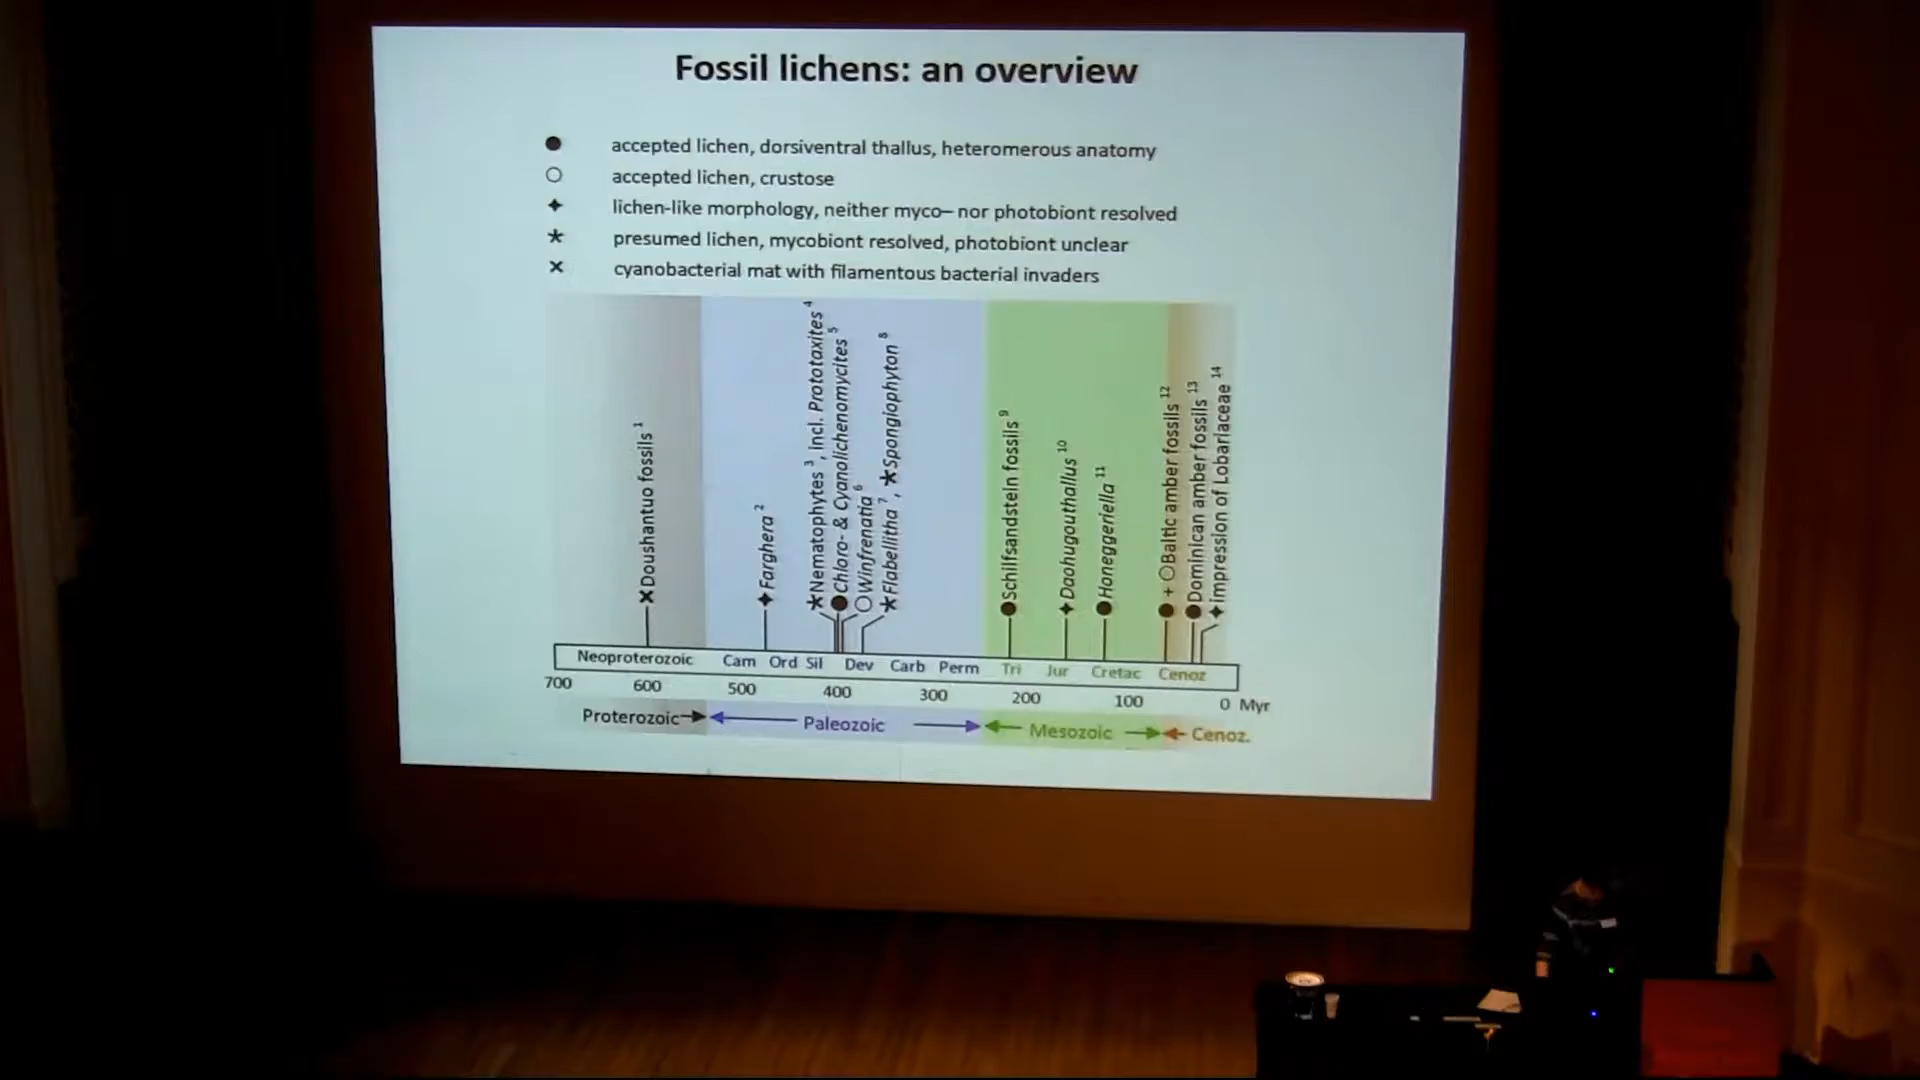 Fossil lichens: an overview
● accepted lichen, dorsiventral thallus, heteromerous anatomy
○ accepted lichen, crustose
✦ lichen-like morphology, neither myco– nor photobiont resolved
* presumed lichen, mycobiont resolved, photobiont unclear
× cyanobacterial mat with filamentous bacterial invaders
×Doushantuo fossils 1
✦Farghera 2
*Nematophytes 3, incl. Prototaxites 4
●Chloro- & Cyanolichenomycites 5
○Winfrenatia 6
*Flabellitha 7, *Spongiophyton 8
●Schilfsandstein fossils 9
✦Daohugouthallus 10
●Honeggeriella 11
● + ○Baltic amber fossils 12
●Dominican amber fossils 13
✦impression of Lobariaceae 14
Neoproterozoic Cam Ord Sil Dev Carb Perm Tri Jur Cretac Cenoz
700 600 500 400 300 200 100 0 Myr
Proterozoic Paleozoic Mesozoic Cenoz.